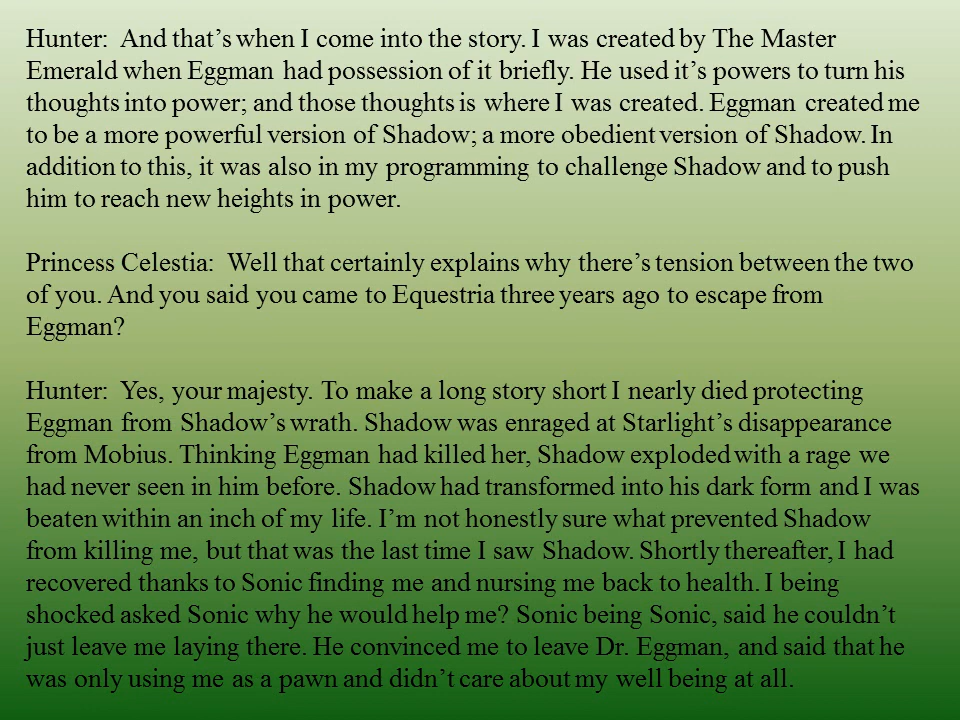 Hunter:  And that’s when I come into the story. I was created by The Master
Emerald when Eggman had possession of it briefly. He used it’s powers to turn his
thoughts into power; and those thoughts is where I was created. Eggman created me
to be a more powerful version of Shadow; a more obedient version of Shadow. In
addition to this, it was also in my programming to challenge Shadow and to push
him to reach new heights in power.
Princess Celestia:  Well that certainly explains why there’s tension between the two
of you. And you said you came to Equestria three years ago to escape from
Eggman?
Hunter:  Yes, your majesty. To make a long story short I nearly died protecting
Eggman from Shadow’s wrath. Shadow was enraged at Starlight’s disappearance
from Mobius. Thinking Eggman had killed her, Shadow exploded with a rage we
had never seen in him before. Shadow had transformed into his dark form and I was
beaten within an inch of my life. I’m not honestly sure what prevented Shadow
from killing me, but that was the last time I saw Shadow. Shortly thereafter, I had
recovered thanks to Sonic finding me and nursing me back to health. I being
shocked asked Sonic why he would help me? Sonic being Sonic, said he couldn’t
just leave me laying there. He convinced me to leave Dr. Eggman, and said that he
was only using me as a pawn and didn’t care about my well being at all.